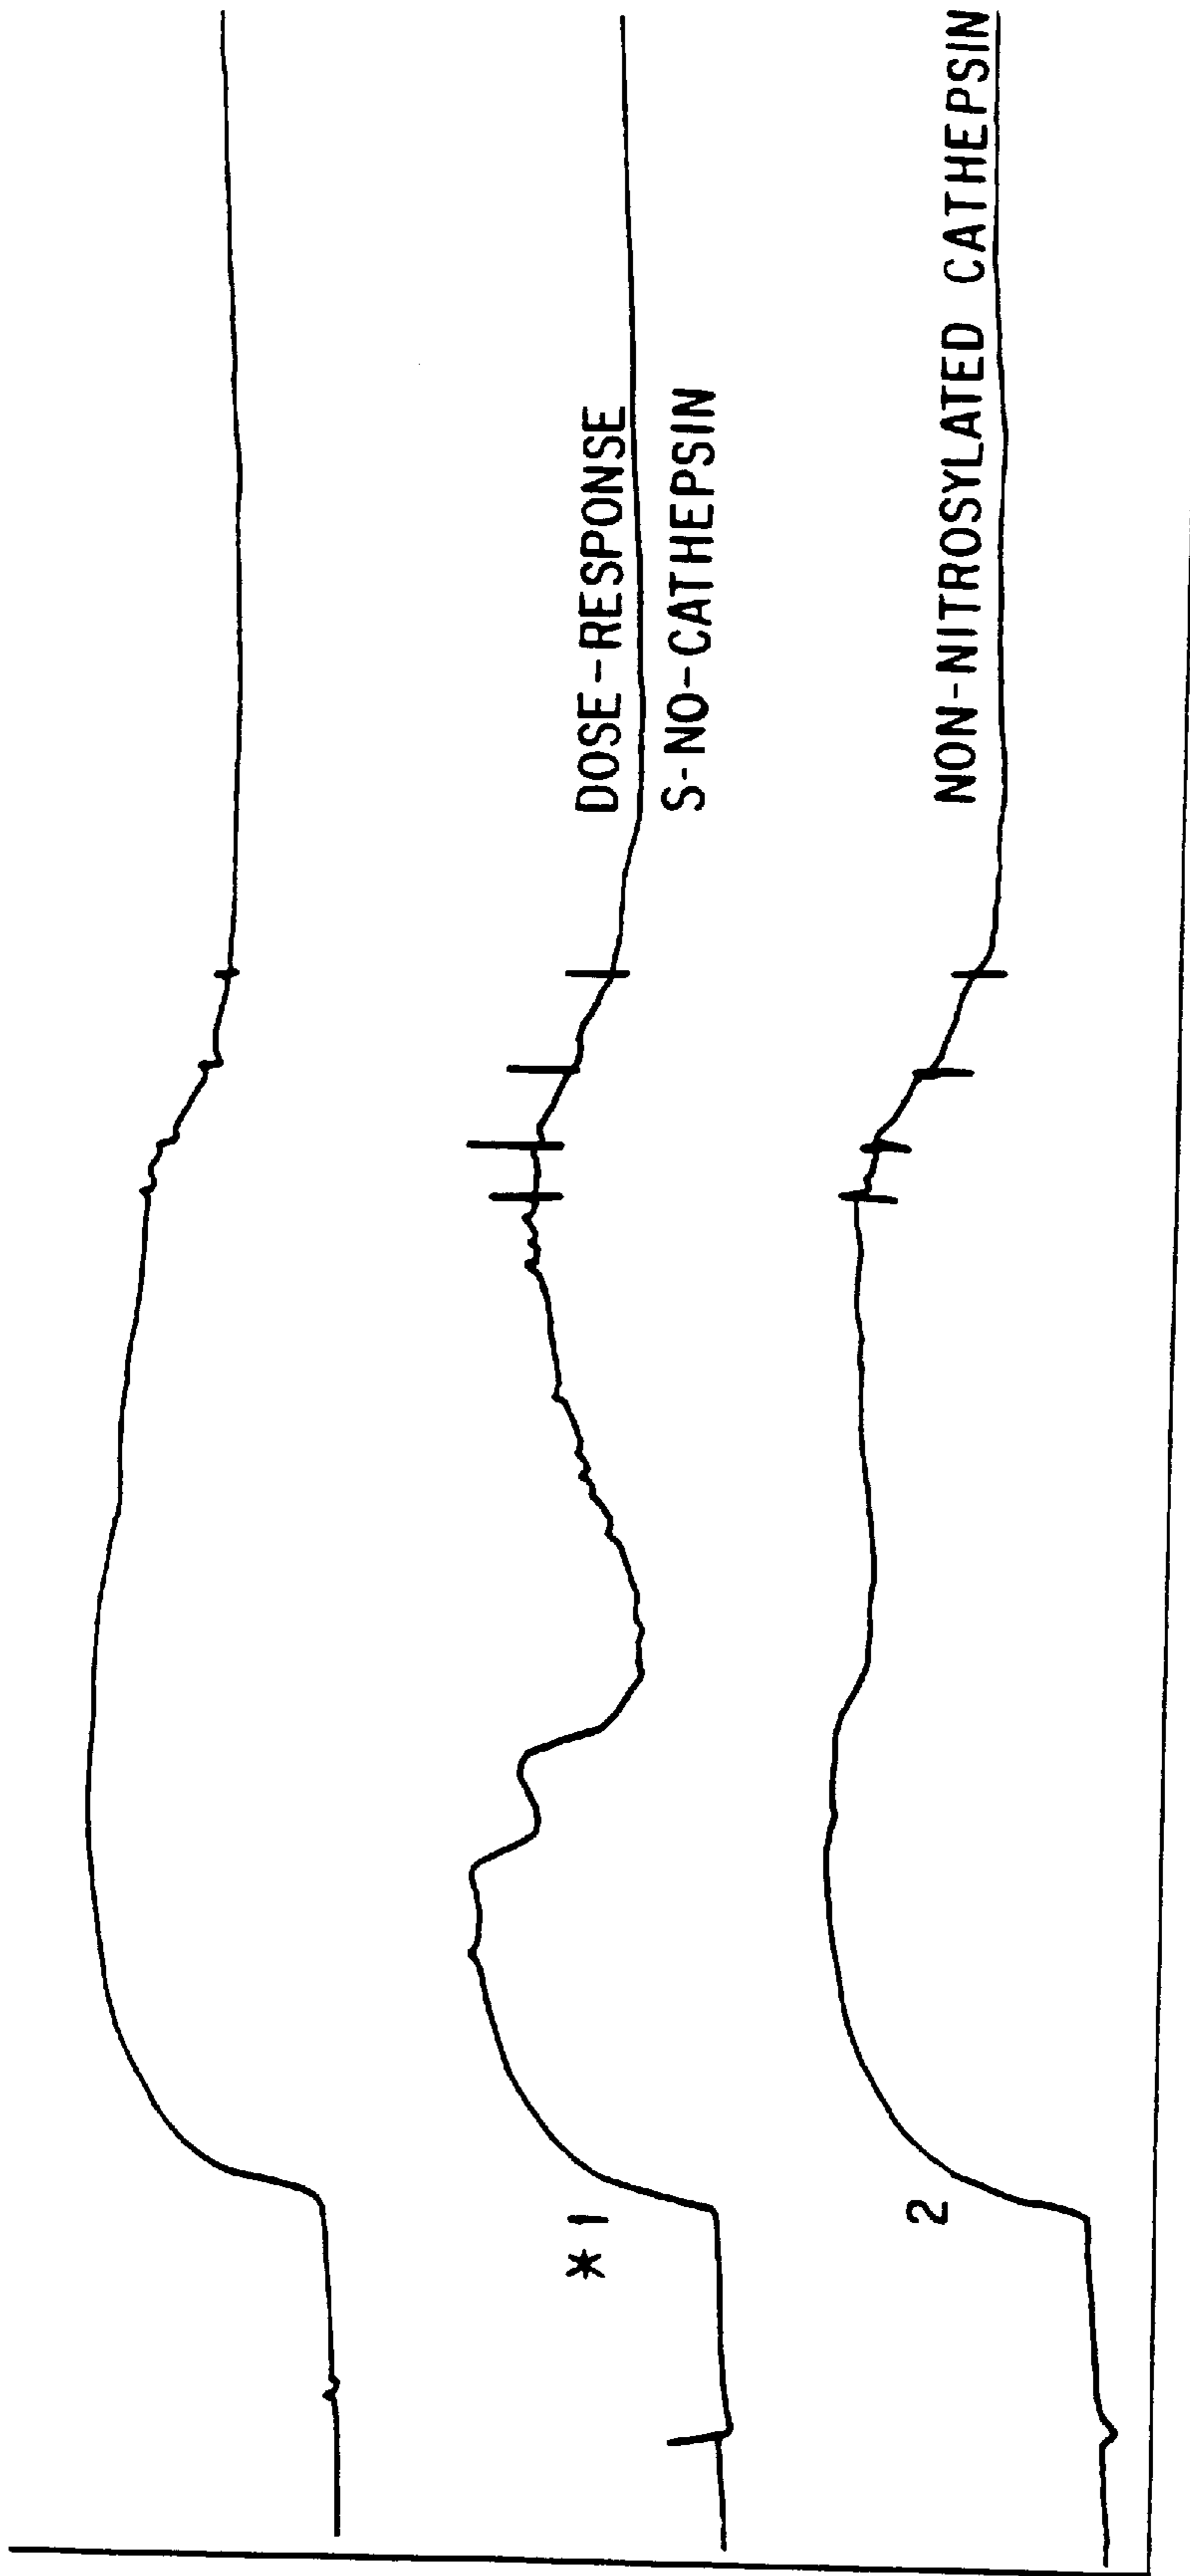 * 1
DOSE-RESPONSE
S-NO-CATHEPSIN
2
NON-NITROSYLATED CATHEPSIN